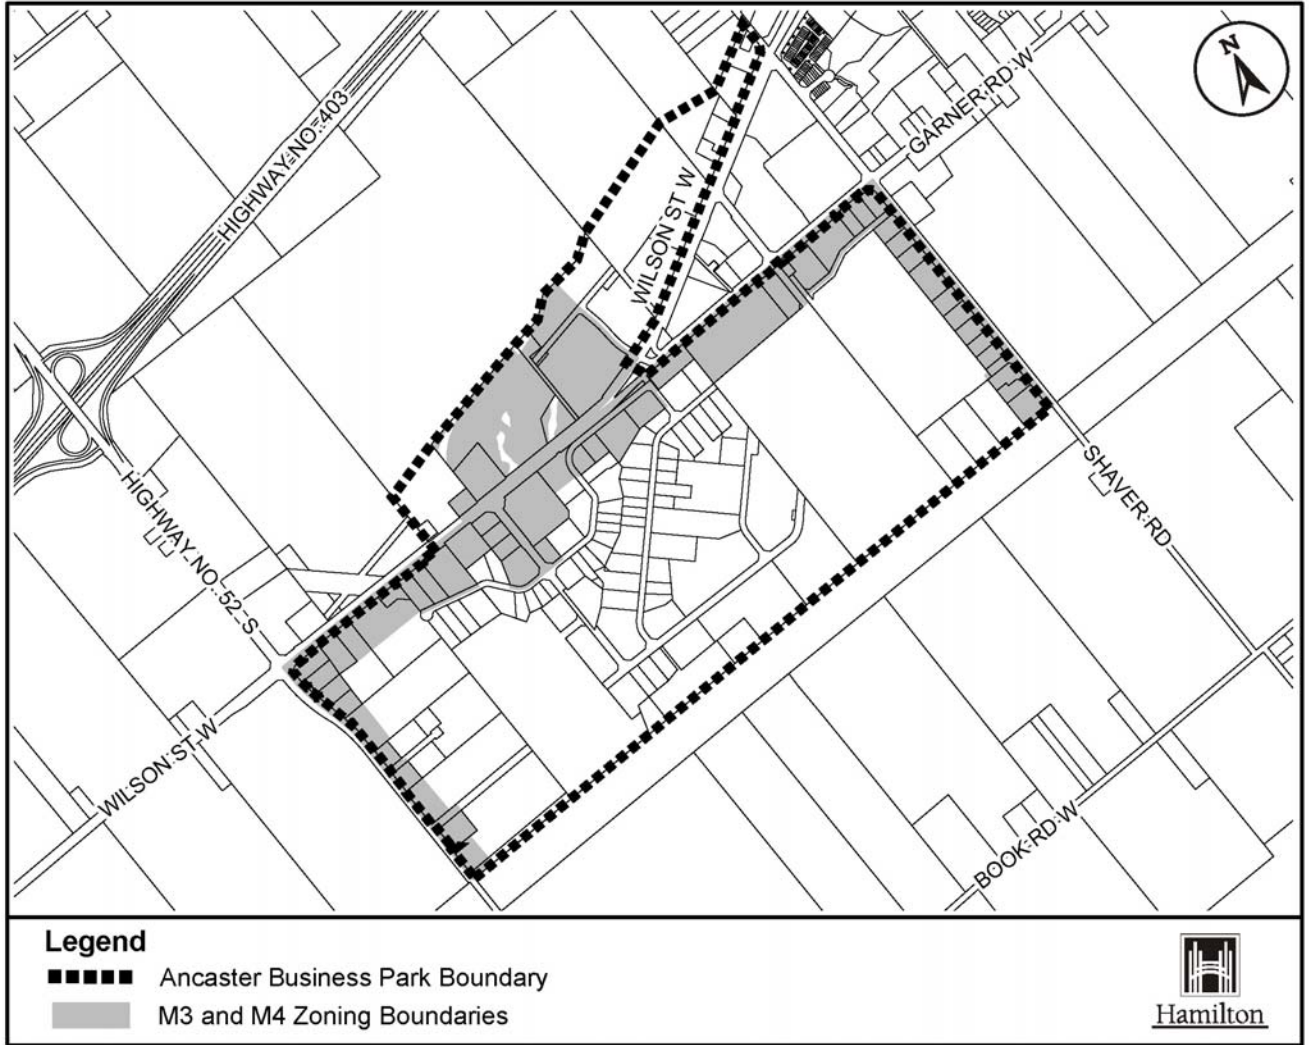 N
HIGHWAY NO. 403
GARNER RD W
WILSON ST W
HIGHWAY NO. 52 S
SHAVER RD
WILSON ST W
BOOK RD W
Legend
Ancaster Business Park Boundary
M3 and M4 Zoning Boundaries
Hamilton